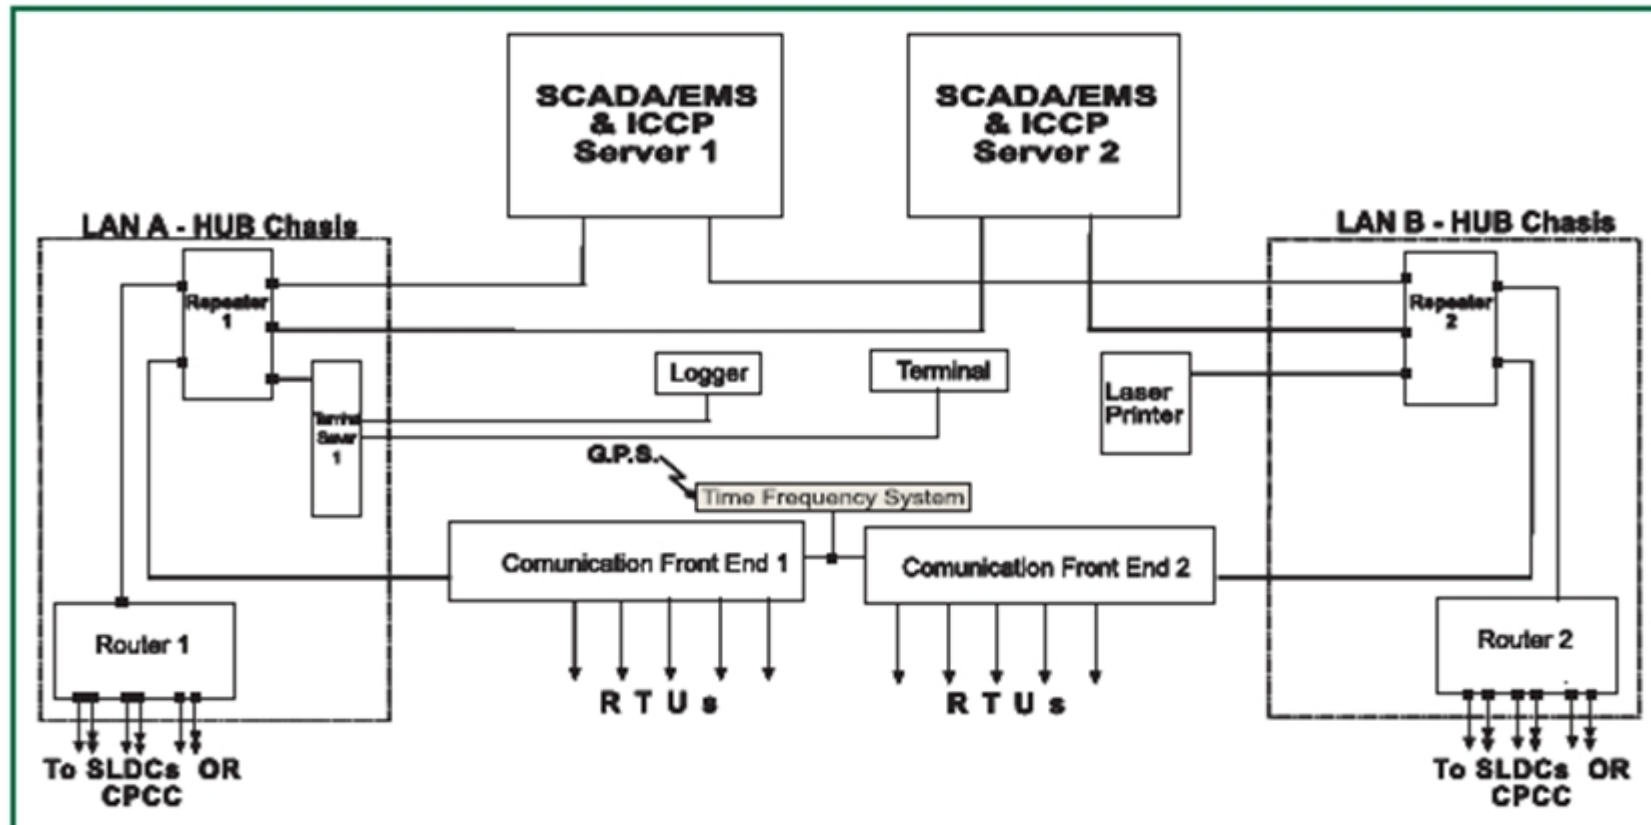 SCADA/EMS
& ICCP
Server 1
SCADA/EMS
& ICCP
Server 2
LAN A - HUB Chasis
LAN B - HUB Chasis
Repeater
1
Repeater
2
Logger
Terminal
Laser
Printer
Terminal
Server
1
G.P.S.
Time Frequency System
Comunication Front End 1
Comunication Front End 2
Router 1
Router 2
R T U s
R T U s
To SLDCs OR
CPCC
To SLDCs OR
CPCC